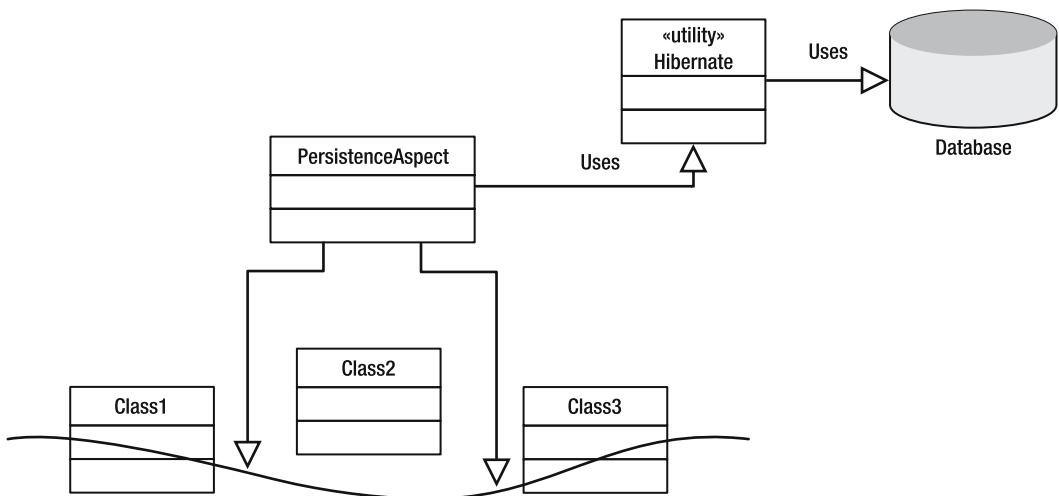 «utility»
Hibernate
Uses
Database
PersistenceAspect
Uses
Class2
Class1
Class3